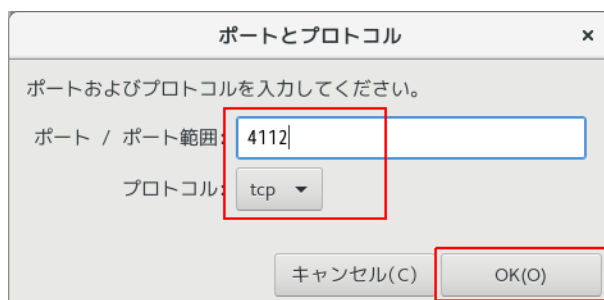 ポートとプロトコル ×
ポートおよびプロトコルを入力してください。
ポート / ポート範囲: 4112
プロトコル: tcp
キャンセル(C) OK(O)